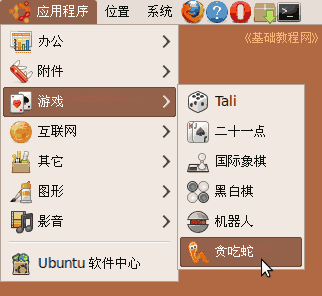 应用程序 位置 系统
《基础教程网》
办公
附件
游戏
互联网
其它
图形
影音
Ubuntu 软件中心
Tali
二十一点
国际象棋
黑白棋
机器人
贪吃蛇